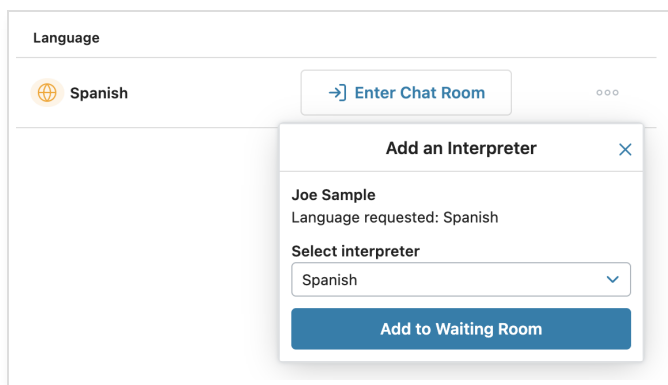 Language
Spanish
Enter Chat Room
Add an Interpreter
Joe Sample
Language requested: Spanish
Select interpreter
Spanish
Add to Waiting Room